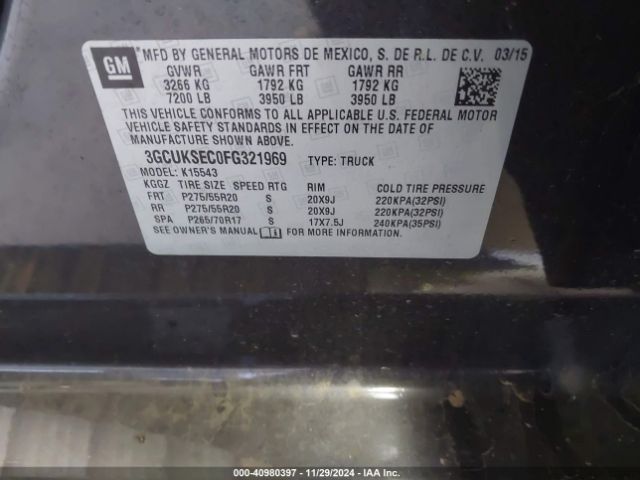 GM
MFD BY GENERAL MOTORS DE MEXICO, S. DE R.L. DE C.V. 03/15
GVWR GAWR FRT GAWR RR
3266 KG 1792 KG 1792 KG
7200 LB 3950 LB 3950 LB
THIS VEHICLE CONFORMS TO ALL APPLICABLE U.S. FEDERAL MOTOR
VEHICLE SAFETY STANDARDS IN EFFECT ON THE DATE OF
MANUFACTURE SHOWN ABOVE.
3GCUKSEC0FG321969 TYPE: TRUCK
MODEL: K15543
KGGZ TIRE SIZE SPEED RTG RIM COLD TIRE PRESSURE
FRT P275/55R20 S 20X9J 220KPA(32PSI)
RR P275/55R20 S 20X9J 220KPA(32PSI)
SPA P265/70R17 S 17X7.5J 240KPA(35PSI)
SEE OWNER'S MANUAL FOR MORE INFORMATION
000-40980397 - 11/29/2024 - IAA Inc.